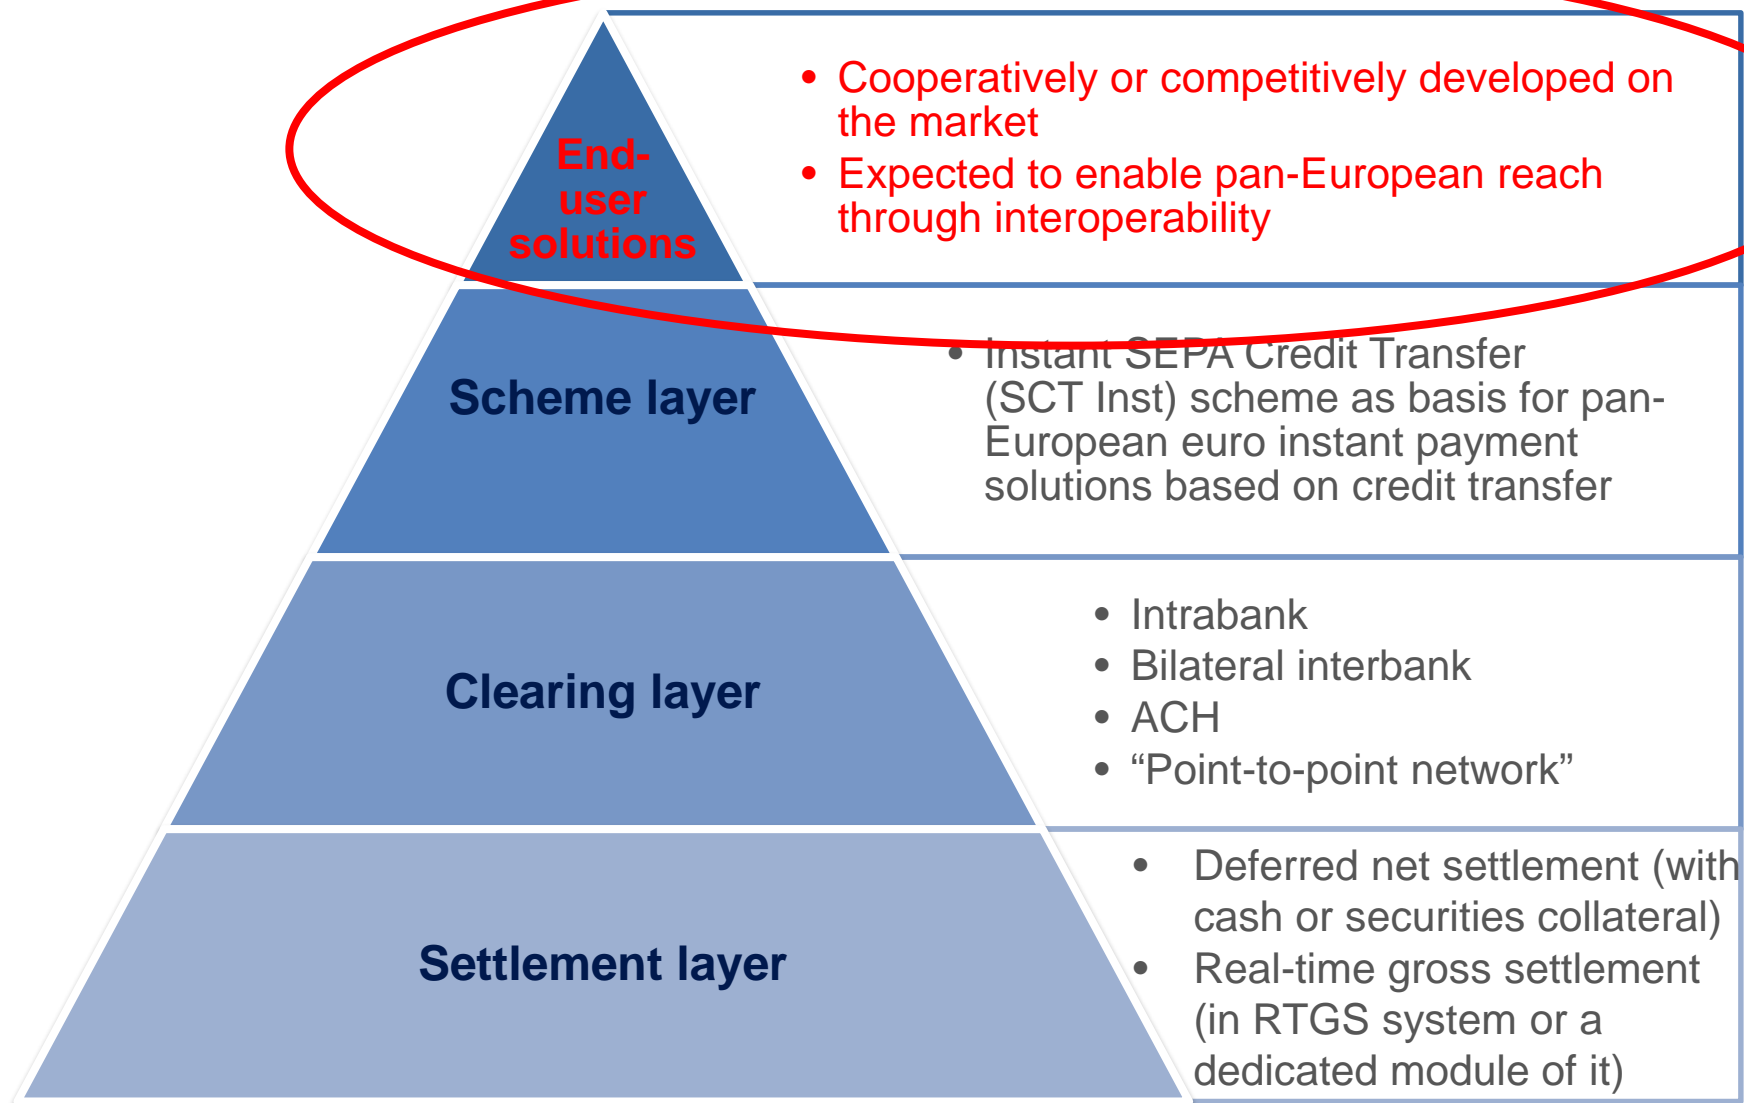 End-
user
solutions
• Cooperatively or competitively developed on
the market
• Expected to enable pan-European reach
through interoperability
Scheme layer
• Instant SEPA Credit Transfer
(SCT Inst) scheme as basis for pan-
European euro instant payment
solutions based on credit transfer
Clearing layer
• Intrabank
• Bilateral interbank
• ACH
• “Point-to-point network”
Settlement layer
• Deferred net settlement (with
cash or securities collateral)
• Real-time gross settlement
(in RTGS system or a
dedicated module of it)